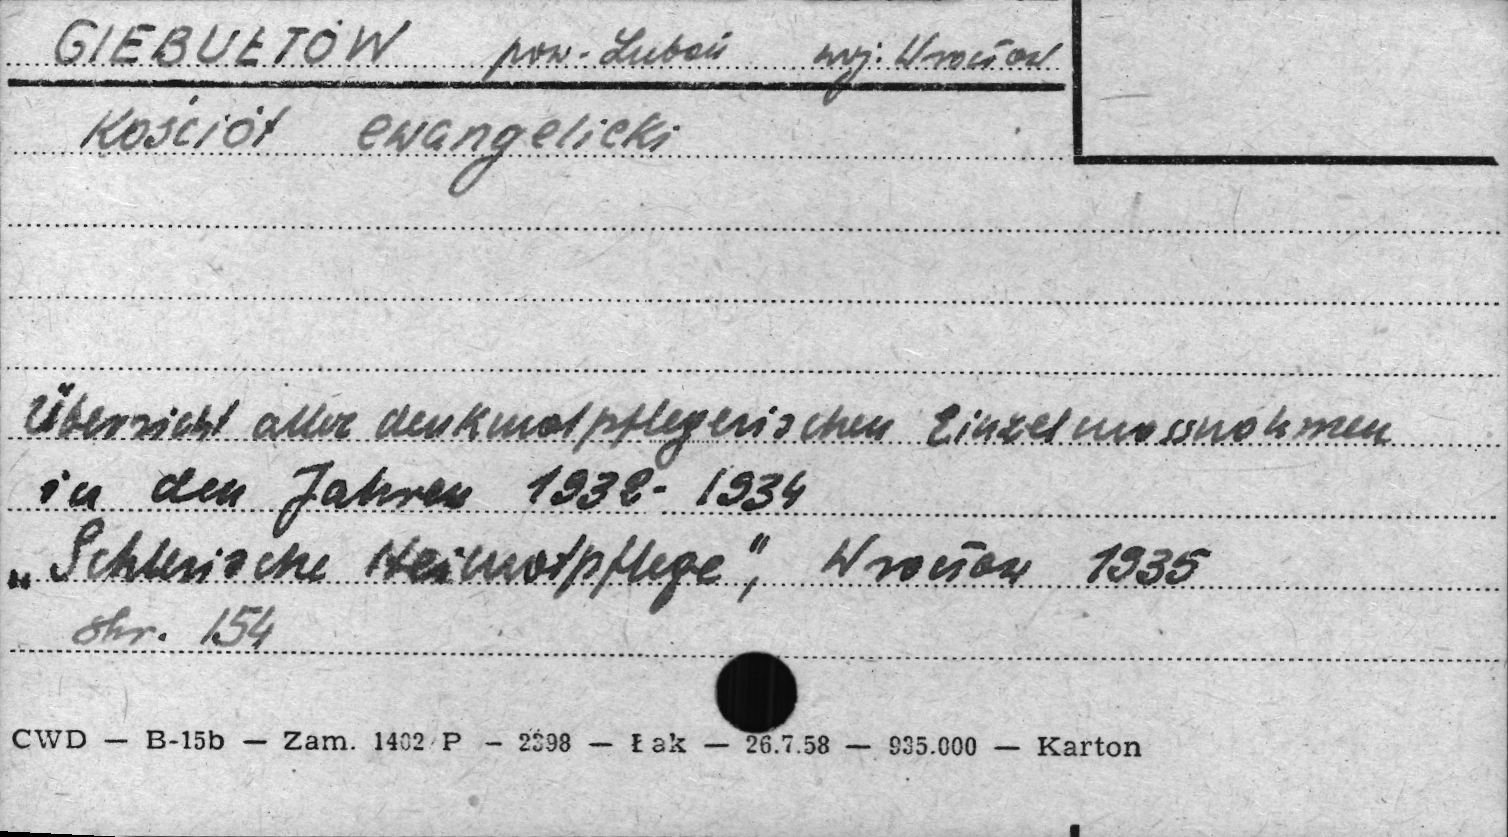 GIEBUŁTÓW pow. Lubań woj. Wrocław
Kościół ewangelicki
Übersicht aller denkmalpflegerischen Einzelmassnahmen
in den Jahren 1932-1934
„Schlesische Heimatpflege", Wrocław 1935
str. 154
CWD — B-15b — Zam. 1402/P — 2398 — Łak — 26.7.58 — 935.000 — Karton